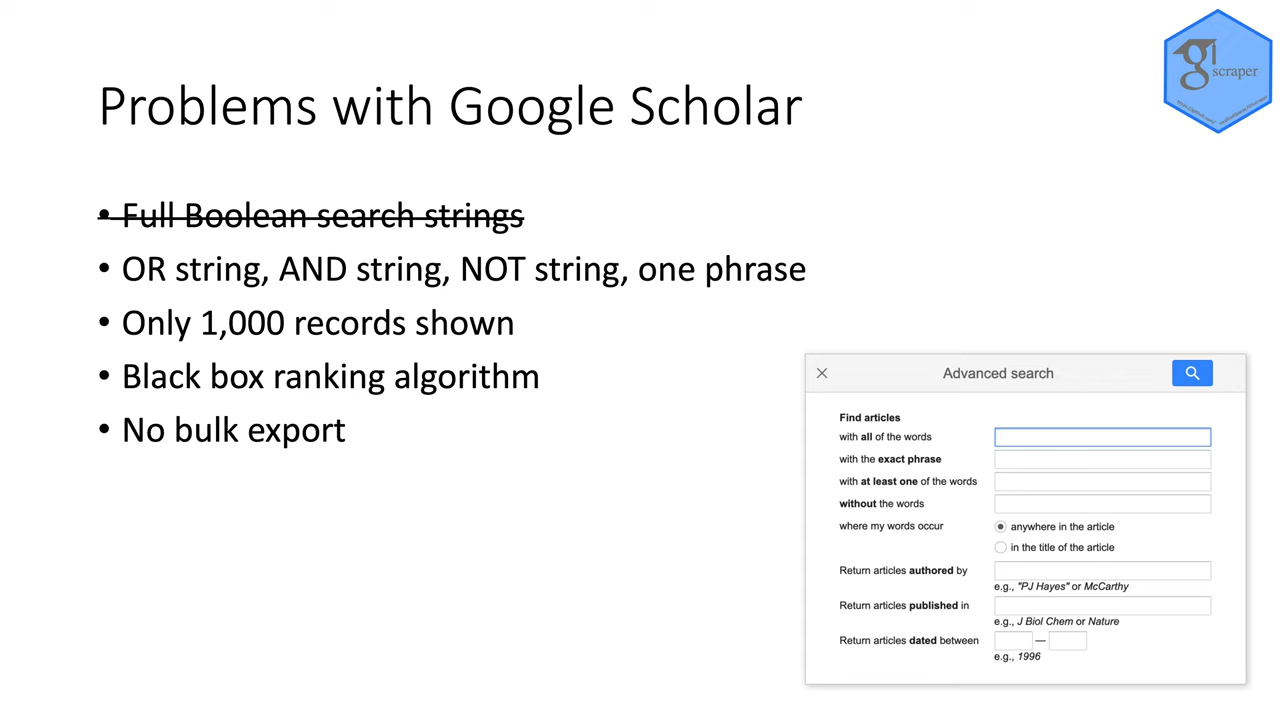 gs
scraper
Problems with Google Scholar
• Full Boolean search strings
• OR string, AND string, NOT string, one phrase
• Only 1,000 records shown
• Black box ranking algorithm
• No bulk export
Advanced search
Find articles
with all of the words
with the exact phrase
with at least one of the words
without the words
where my words occur
anywhere in the article
in the title of the article
Return articles authored by
e.g., "PJ Hayes" or McCarthy
Return articles published in
e.g., J Biol Chem or Nature
Return articles dated between
—
e.g., 1996